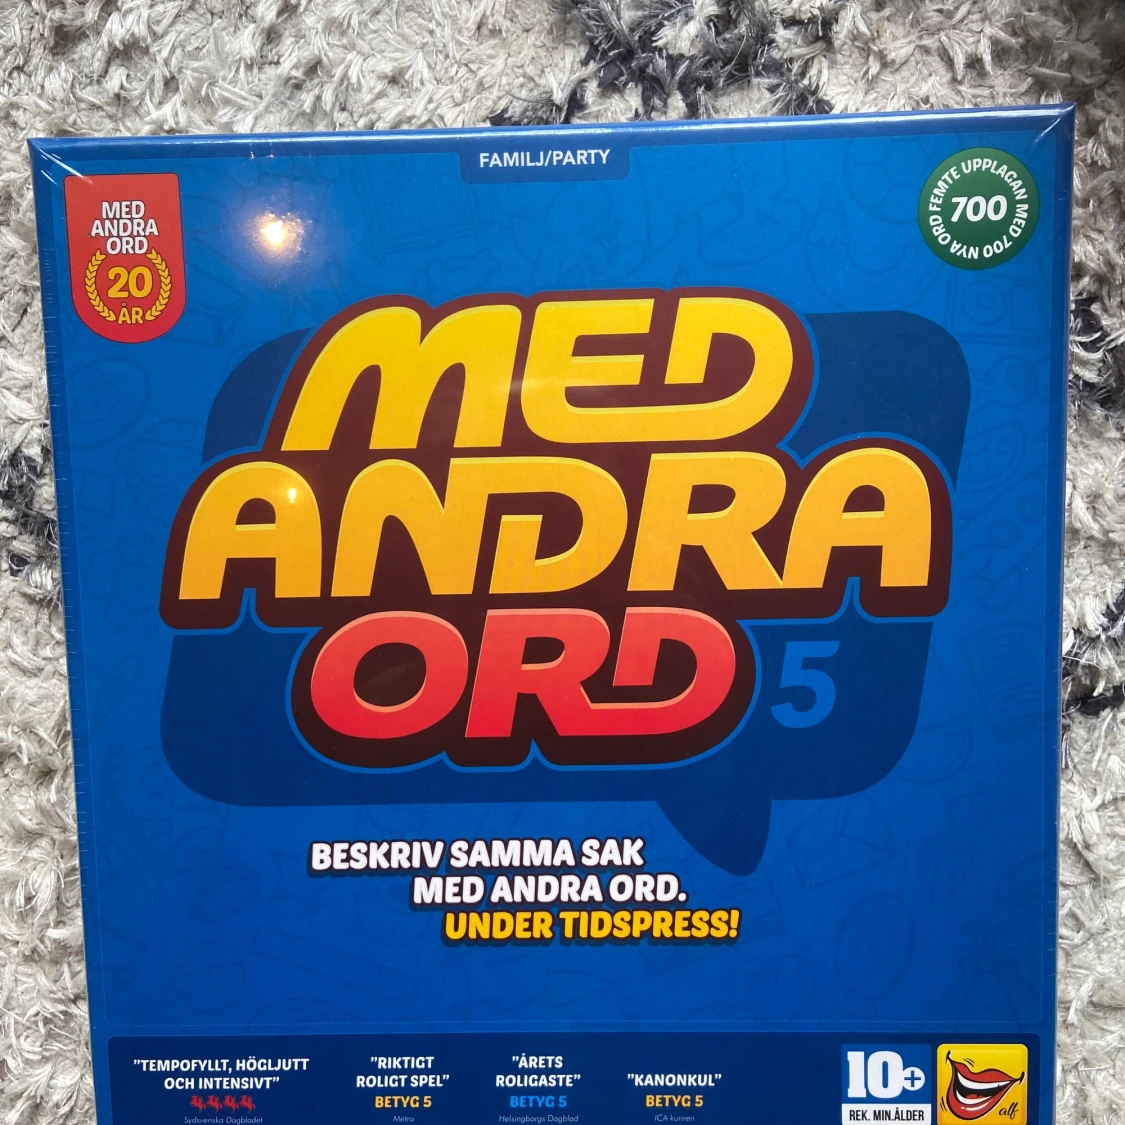 FAMILJ/PARTY
MED
ANDRA
ORD
20
ÅR
FEMTE UPPLAGAN MED 700 NYA ORD
700
MED
ANDRA
ORD 5
BESKRIV SAMMA SAK
MED ANDRA ORD.
UNDER TIDSPRESS!
"TEMPOFYLLT, HÖGLJUTT
OCH INTENSIVT"
Sydsvenska Dagbladet
"RIKTIGT
ROLIGT SPEL"
BETYG 5
Metro
"ÅRETS
ROLIGASTE"
BETYG 5
Helsingborgs Dagblad
"KANONKUL"
BETYG 5
ICA kuriren
10+
REK. MIN.ÅLDER
alf